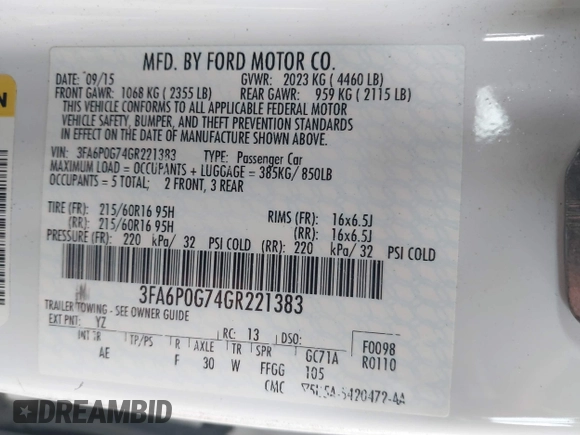 MFD. BY FORD MOTOR CO.
DATE: 09/15 GVWR: 2023 KG ( 4460 LB)
FRONT GAWR: 1068 KG ( 2355 LB) REAR GAWR: 959 KG ( 2115 LB)
THIS VEHICLE CONFORMS TO ALL APPLICABLE FEDERAL MOTOR
VEHICLE SAFETY, BUMPER, AND THEFT PREVENTION STANDARDS
IN EFFECT ON THE DATE OF MANUFACTURE SHOWN ABOVE.
VIN: 3FA6P0G74GR221383 TYPE: Passenger Car
MAXIMUM LOAD = OCCUPANTS + LUGGAGE = 385KG/ 850LB
OCCUPANTS = 5 TOTAL; 2 FRONT, 3 REAR
TIRE (FR): 215/60R16 95H RIMS (FR): 16x6.5J
(RR): 215/60R16 95H (RR): 16x6.5J
PRESSURE (FR): 220 kPa/ 32 PSI COLD (RR): 220 kPa/ 32 PSI COLD
3FA6P0G74GR221383
TRAILER TOWING - SEE OWNER GUIDE
EXT PNT: YZ RC: 13 DSO: F0098
INT TR TP/PS R AXLE TR SPR GC71A R0110
AE F 30 W FFGG 105
CMC
DREAMBID